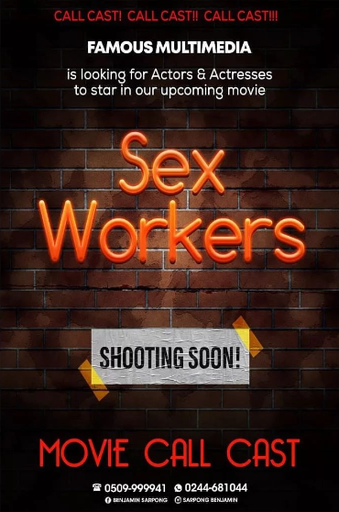 CALL CAST! CALL CAST!! CALL CAST!!!
FAMOUS MULTIMEDIA
is looking for Actors & Actresses
to star in our upcoming movie
Sex
Workers
SHOOTING SOON!
MOVIE CALL CAST
0509-999941 0244-681044
BENJAMIN SARPONG SARPONG BENJAMIN